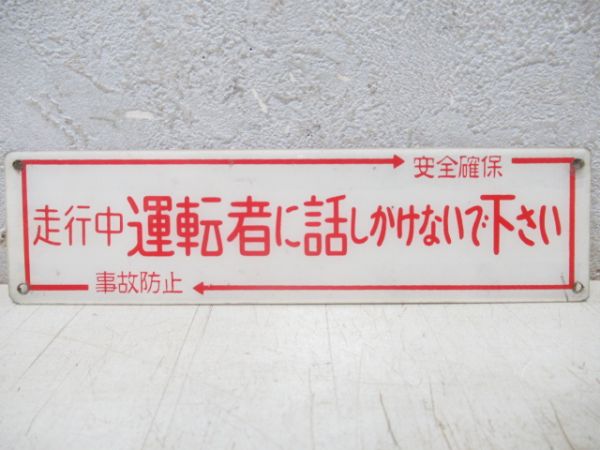 安全確保
走行中運転者に話しかけないで下さい
事故防止